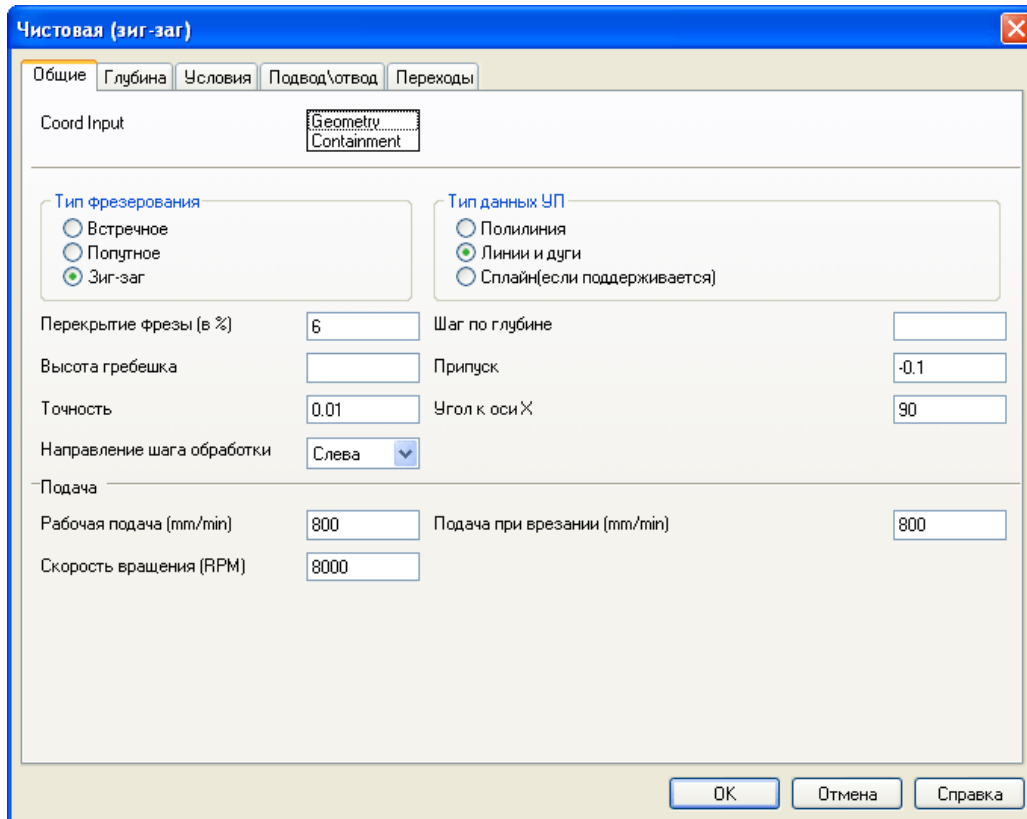 Чистовая (зиг-заг)
Общие Глубина Условия Подвод\отвод Переходы
Coord Input
Geometry
Containment
Тип фрезерования
Встречное
Попутное
Зиг-заг
Тип данных УП
Полилиния
Линии и дуги
Сплайн(если поддерживается)
Перекрытие фрезы (в %) 6 Шаг по глубине
Высота гребешка Припуск -0.1
Точность 0.01 Угол к оси X 90
Направление шага обработки Слева
Подача
Рабочая подача (mm/min) 800 Подача при врезании (mm/min) 800
Скорость вращения (RPM) 8000
OK Отмена Справка